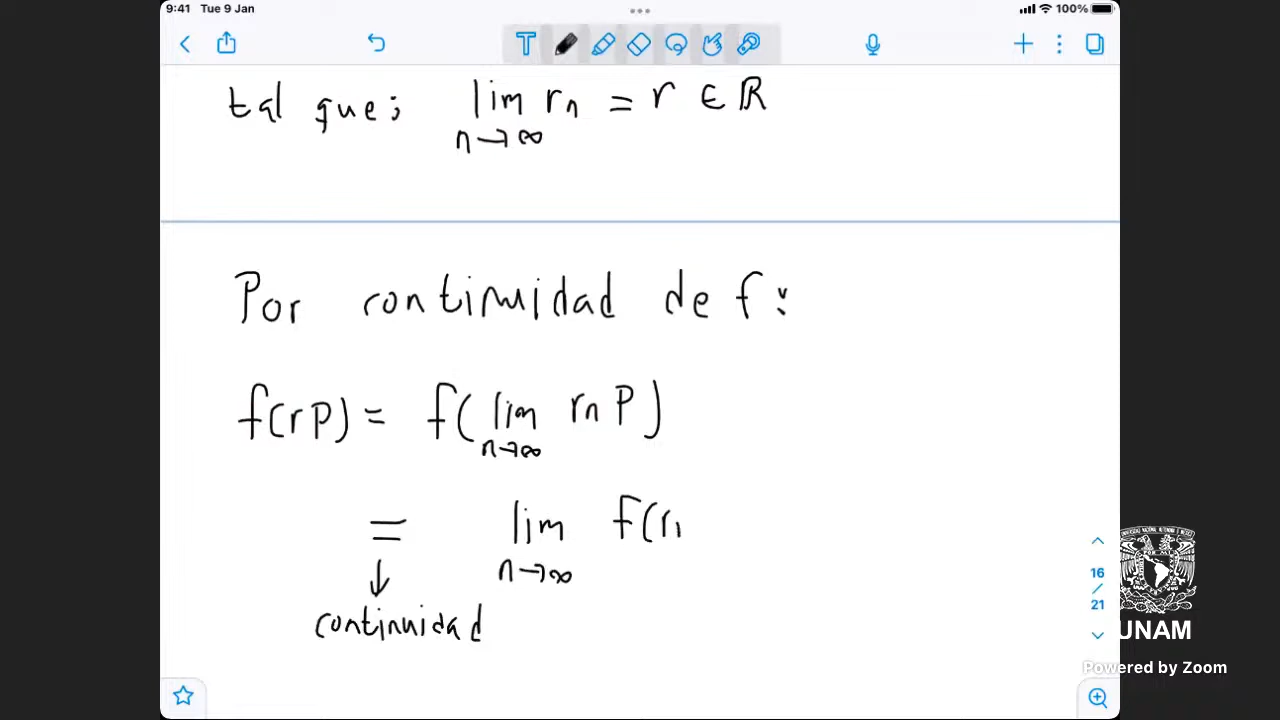 9:41 Tue 9 Jan
100%
tal que; lim rn = r ∈ ℝ
n→∞
Por continuidad de f:
f(rP) = f( lim rn P)
n→∞
= lim f(r
n→∞
↓
continuidad
16
/
21
UNAM
Powered by Zoom